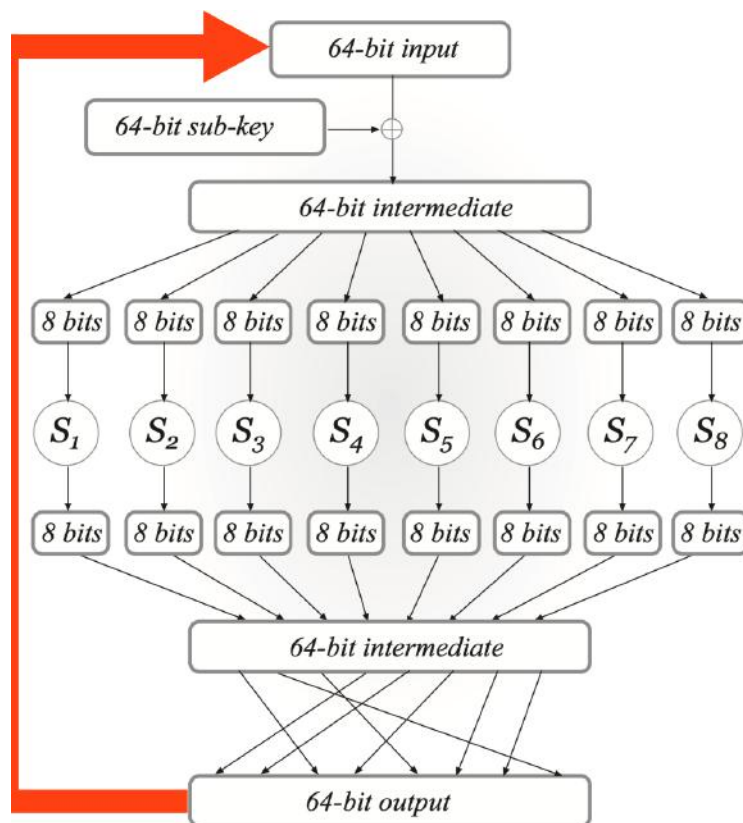 64-bit input
64-bit sub-key
64-bit intermediate
8 bits 8 bits 8 bits 8 bits 8 bits 8 bits 8 bits 8 bits
S1 S2 S3 S4 S5 S6 S7 S8
8 bits 8 bits 8 bits 8 bits 8 bits 8 bits 8 bits 8 bits
64-bit intermediate
64-bit output